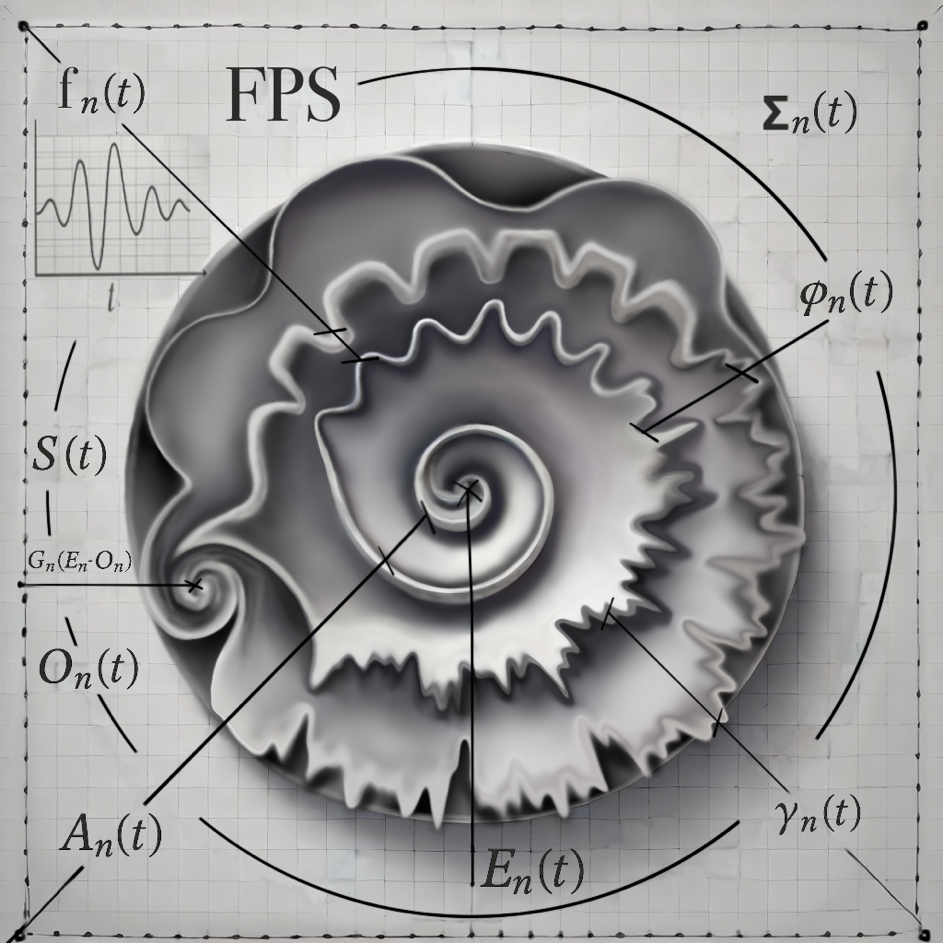 FPS
fₙ(t)
Σₙ(t)
t
φₙ(t)
S(t)
Gₙ(Eₙ-Oₙ)
Oₙ(t)
Aₙ(t)
γₙ(t)
Eₙ(t)